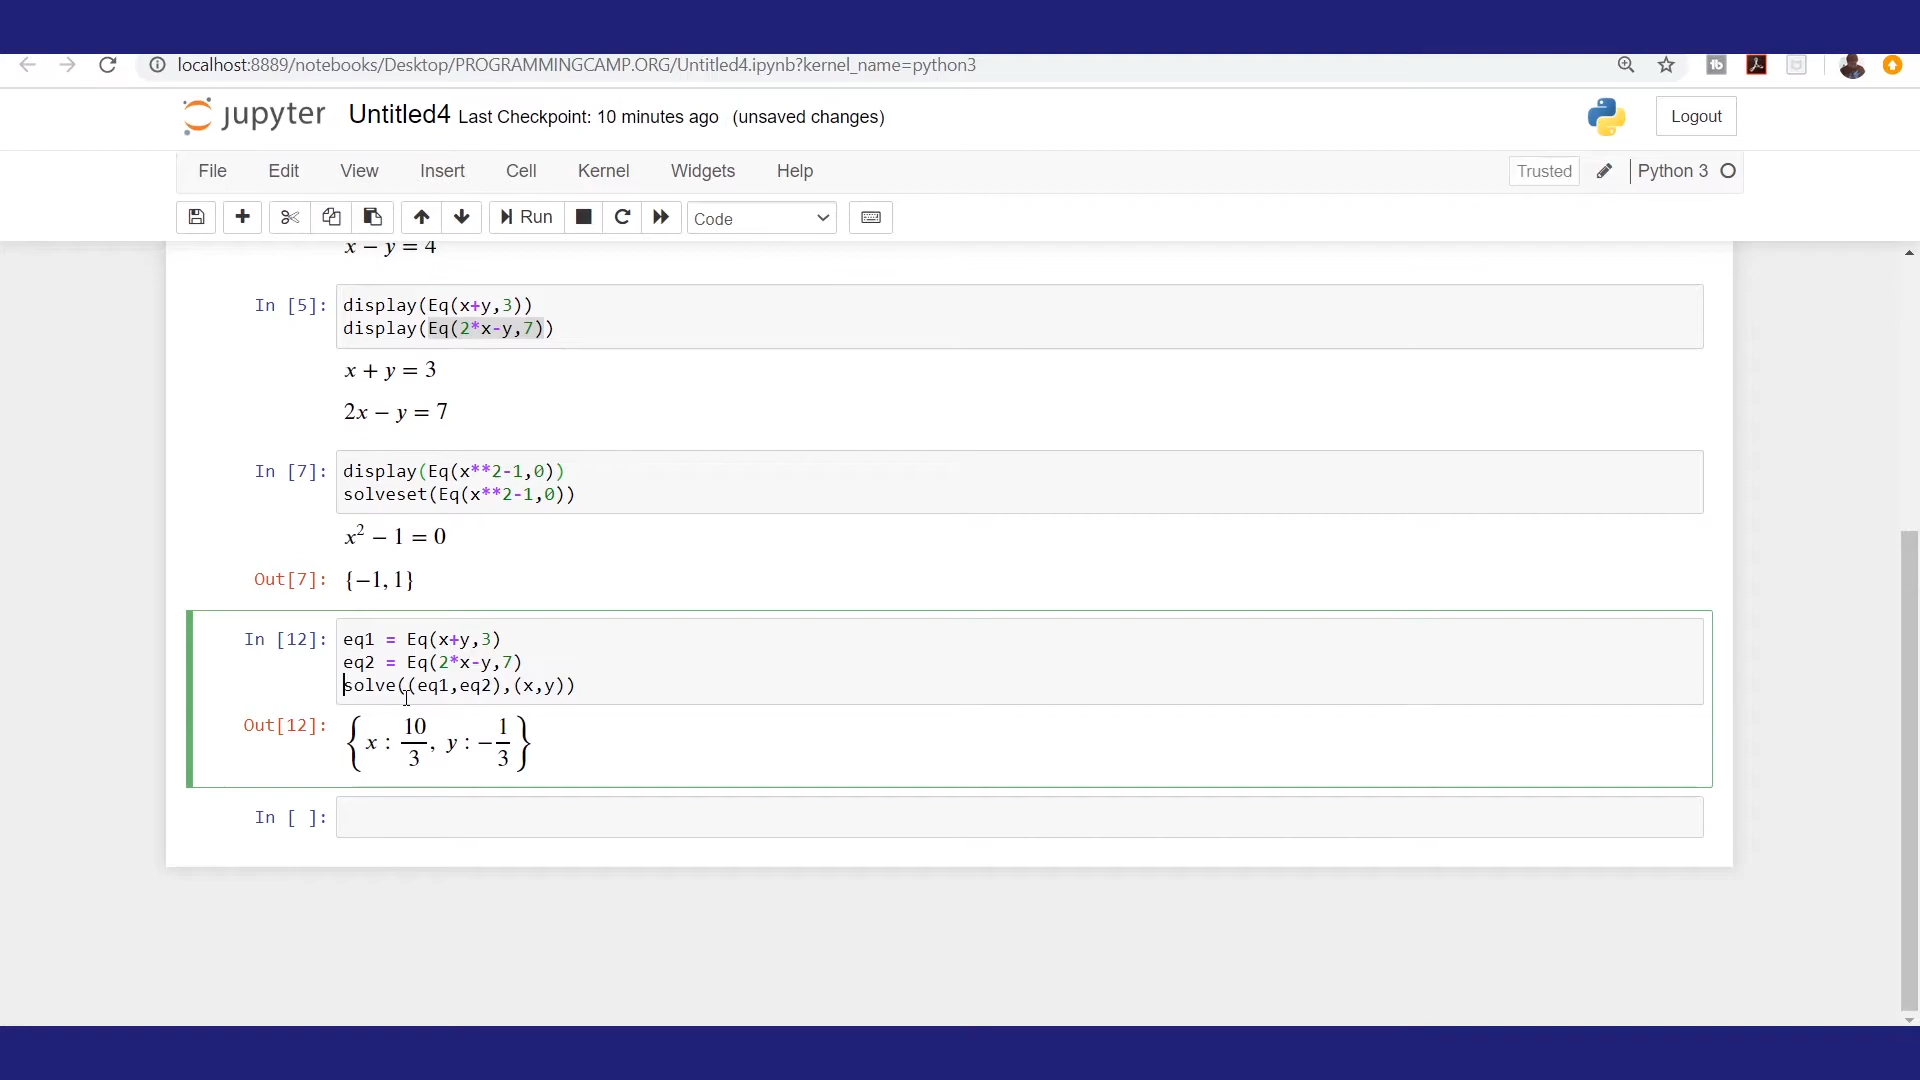 localhost:8889/notebooks/Desktop/PROGRAMMINGCAMP.ORG/Untitled4.ipynb?kernel_name=python3
jupyter Untitled4 Last Checkpoint: 10 minutes ago (unsaved changes) Logout
File Edit View Insert Cell Kernel Widgets Help Trusted Python 3
Run Code
x − y = 4
In [5]: display(Eq(x+y,3))
display(Eq(2*x-y,7))
x + y = 3
2x − y = 7
In [7]: display(Eq(x**2-1,0))
solveset(Eq(x**2-1,0))
x² − 1 = 0
Out[7]: {−1, 1}
In [12]: eq1 = Eq(x+y,3)
eq2 = Eq(2*x-y,7)
solve((eq1,eq2),(x,y))
Out[12]: {x : 10/3, y : −1/3}
In [ ]: